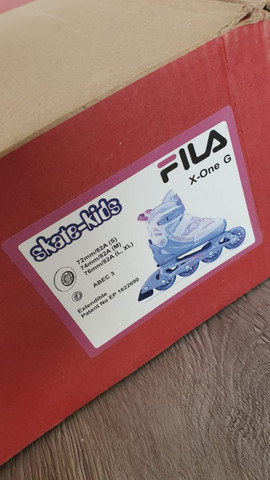 skate-kids
FILA
X-One G
72mm/82A (S)
74mm/82A (M)
76mm/82A (L, XL)
ABEC 3
Extendible
Patent No EP 1622690